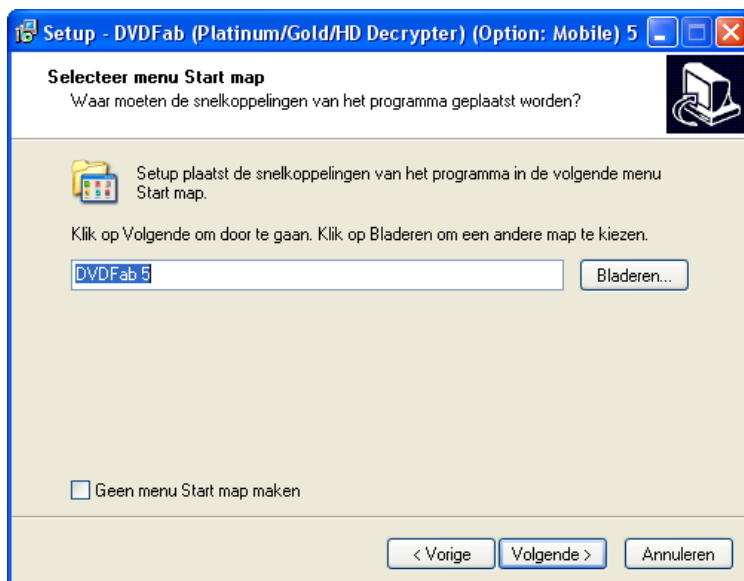 Setup - DVDFab (Platinum/Gold/HD Decrypter) (Option: Mobile) 5
Selecteer menu Start map
Waar moeten de snelkoppelingen van het programma geplaatst worden?
Setup plaatst de snelkoppelingen van het programma in de volgende menu
Start map.
Klik op Volgende om door te gaan. Klik op Bladeren om een andere map te kiezen.
DVDFab 5
Bladeren...
Geen menu Start map maken
< Vorige
Volgende >
Annuleren